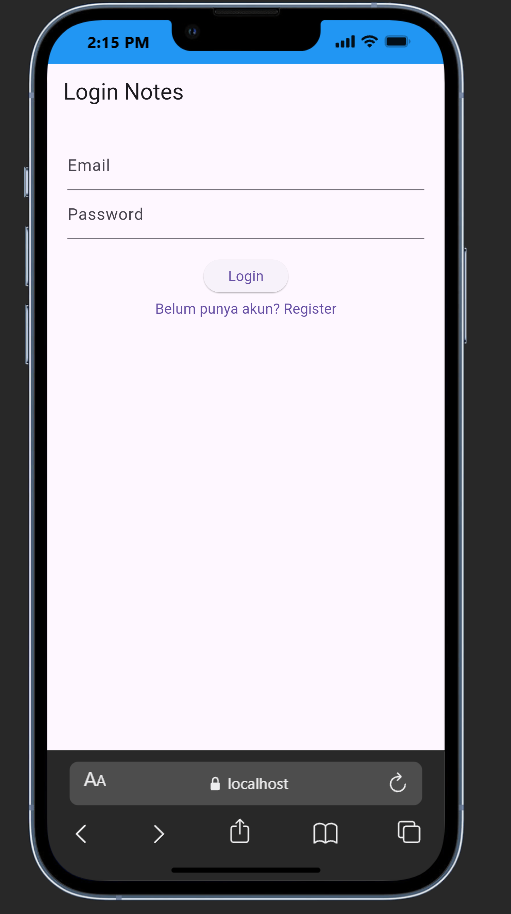 2:15 PM
Login Notes
Email
Password
Login
Belum punya akun? Register
AA
localhost